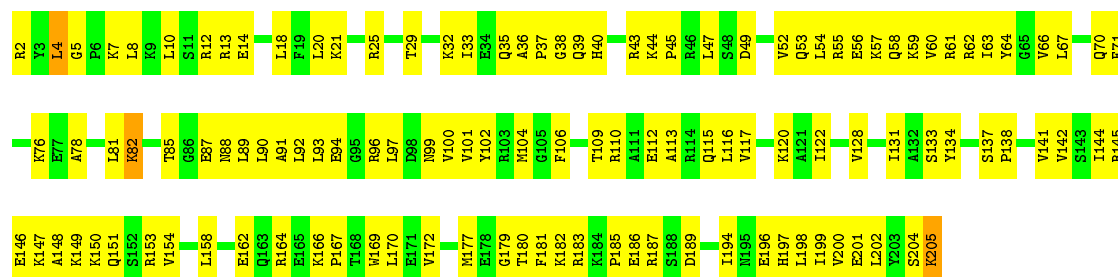 R2 Y3 L4 G5 P6 K7 L8 K9 L10 S11 R12 R13 E14 L18 F19 L20 K21 R25 T29 K32 I33 E34 Q35 A36 P37 G38 Q39 H40 R43 K44 P45 R46 L47 S48 D49 V52 Q53 L54 R55 E56 K57 Q58 K59 V60 R61 R62 I63 Y64 G65 V66 L67 Q70
K76 E77 A78 L81 K82 T85 G86 E87 N88 L89 L90 A91 L92 L93 E94 G95 R96 L97 D98 N99 V100 V101 Y102 R103 M104 G105 F106 T109 R110 A111 E112 A113 R114 Q115 L116 V117 K120 A121 I122 V128 I131 A132 S133 Y134 S137 P138 V141 V142 S143 I144
E146 K147 A148 K149 K150 Q151 S152 R153 V154 L158 E162 Q163 R164 E165 K166 P167 T168 W169 L170 E171 V172 M177 E178 G179 T180 F181 K182 R183 K184 P185 E186 R187 S188 D189 I194 N195 E196 H197 L198 I199 V200 E201 L202 Y203 S204 K205